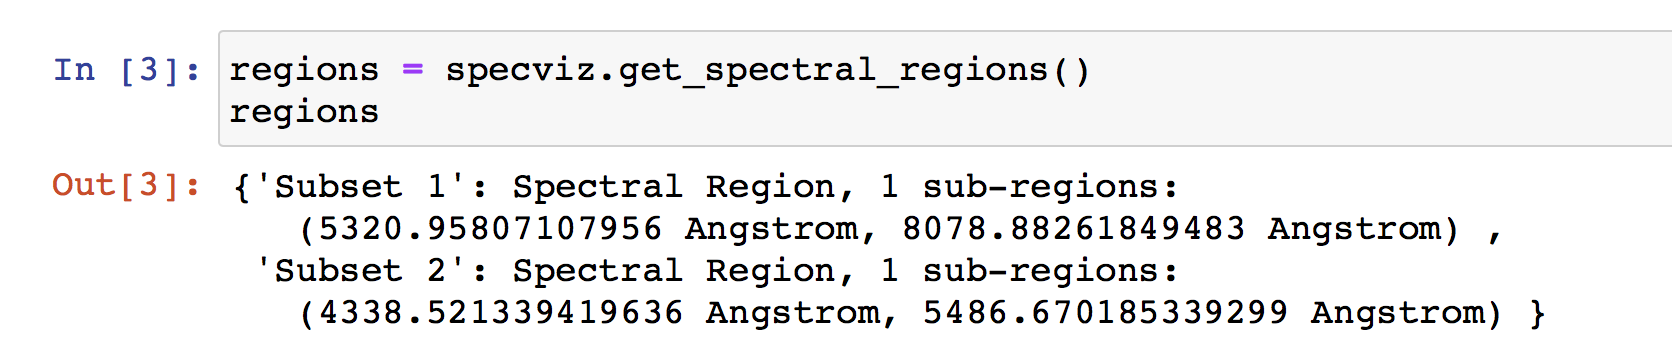 In [3]: regions = specviz.get_spectral_regions()
regions
Out[3]: {'Subset 1': Spectral Region, 1 sub-regions:
(5320.95807107956 Angstrom, 8078.88261849483 Angstrom) ,
'Subset 2': Spectral Region, 1 sub-regions:
(4338.521339419636 Angstrom, 5486.670185339299 Angstrom) }